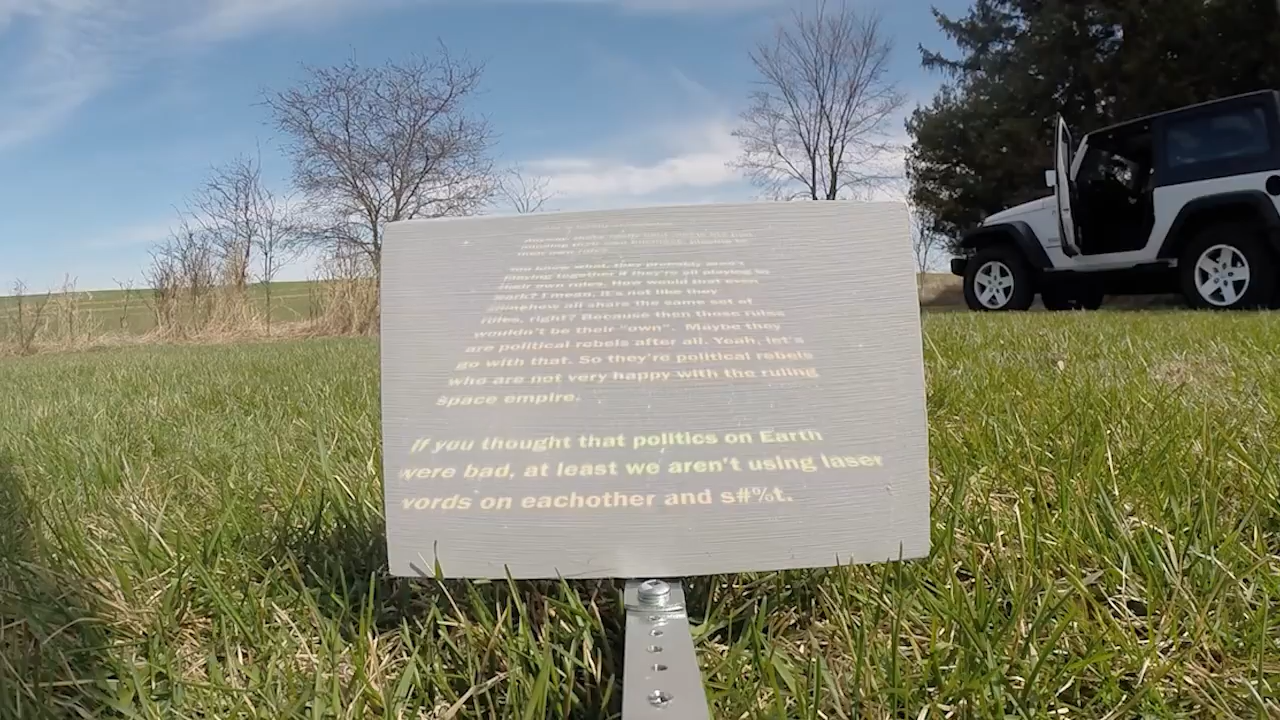 their own rules.
You know what, they probably aren't
playing together if they're all playing by
their own rules. How would that even
work? I mean, it's not like they
somehow all share the same set of
rules, right? Because then those rules
wouldn't be their "own". Maybe they
are political rebels after all. Yeah, let's
go with that. So they're political rebels
who are not very happy with the ruling
space empire.
If you thought that politics on Earth
were bad, at least we aren't using laser
words on eachother and s#%t.